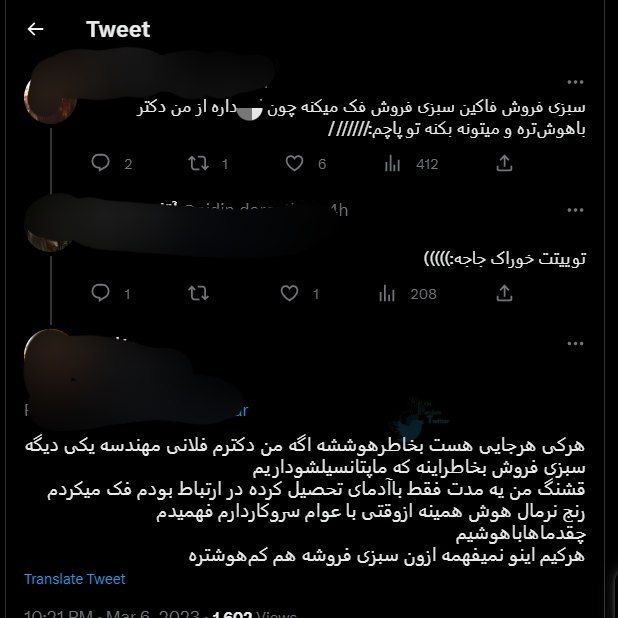 Tweet
سبزی فروش فاکین سبزی فروش فک میکنه چون داره از من دکتر
باهوش‌تره و میتونه بکنه تو پاچم://////
2 1 6 412
4h
توییتت خوراک جاجه:)))))
1 1 208
هرکی هرجایی هست بخاطرهوششه اگه من دکترم فلانی مهندسه یکی دیگه
سبزی فروش بخاطراینه که ماپتانسیلشوداریم
قشنگ من یه مدت فقط باآدمای تحصیل کرده در ارتباط بودم فک میکردم
رنج نرمال هوش همینه ازوقتی با عوام سروکاردارم فهمیدم
چقدماهاباهوشیم
هرکیم اینو نمیفهمه ازون سبزی فروشه هم کم‌هوشتره
Translate Tweet
10:21 PM · Mar 6, 2023 · 1,602 Views